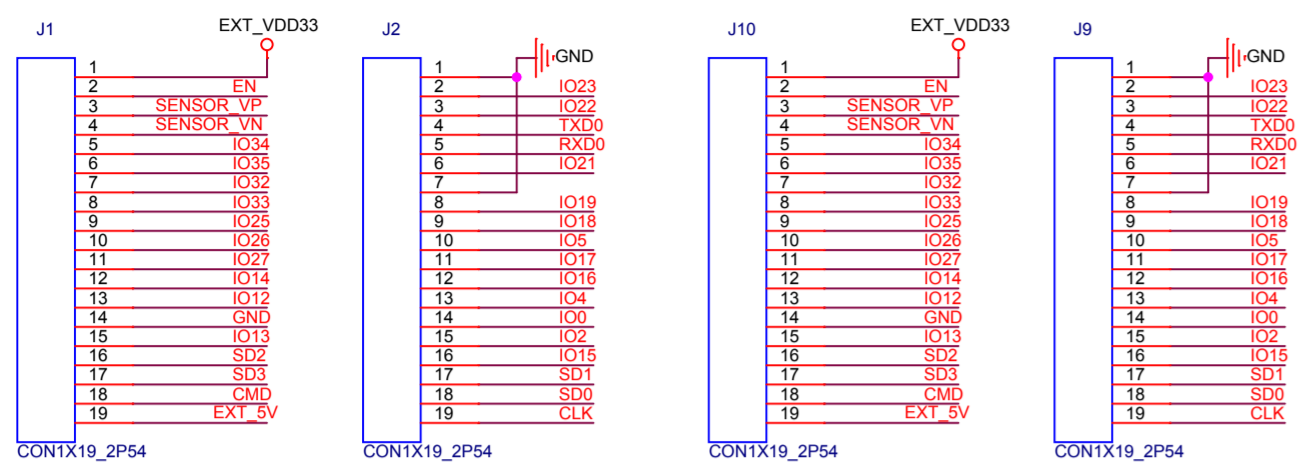 J1
EXT_VDD33
1
2 EN
3 SENSOR_VP
4 SENSOR_VN
5 IO34
6 IO35
7 IO32
8 IO33
9 IO25
10 IO26
11 IO27
12 IO14
13 IO12
14 GND
15 IO13
16 SD2
17 SD3
18 CMD
19 EXT_5V
CON1X19_2P54
J2
GND
1
2 IO23
3 IO22
4 TXD0
5 RXD0
6 IO21
7
8 IO19
9 IO18
10 IO5
11 IO17
12 IO16
13 IO4
14 IO0
15 IO2
16 IO15
17 SD1
18 SD0
19 CLK
CON1X19_2P54
J10
EXT_VDD33
1
2 EN
3 SENSOR_VP
4 SENSOR_VN
5 IO34
6 IO35
7 IO32
8 IO33
9 IO25
10 IO26
11 IO27
12 IO14
13 IO12
14 GND
15 IO13
16 SD2
17 SD3
18 CMD
19 EXT_5V
CON1X19_2P54
J9
GND
1
2 IO23
3 IO22
4 TXD0
5 RXD0
6 IO21
7
8 IO19
9 IO18
10 IO5
11 IO17
12 IO16
13 IO4
14 IO0
15 IO2
16 IO15
17 SD1
18 SD0
19 CLK
CON1X19_2P54